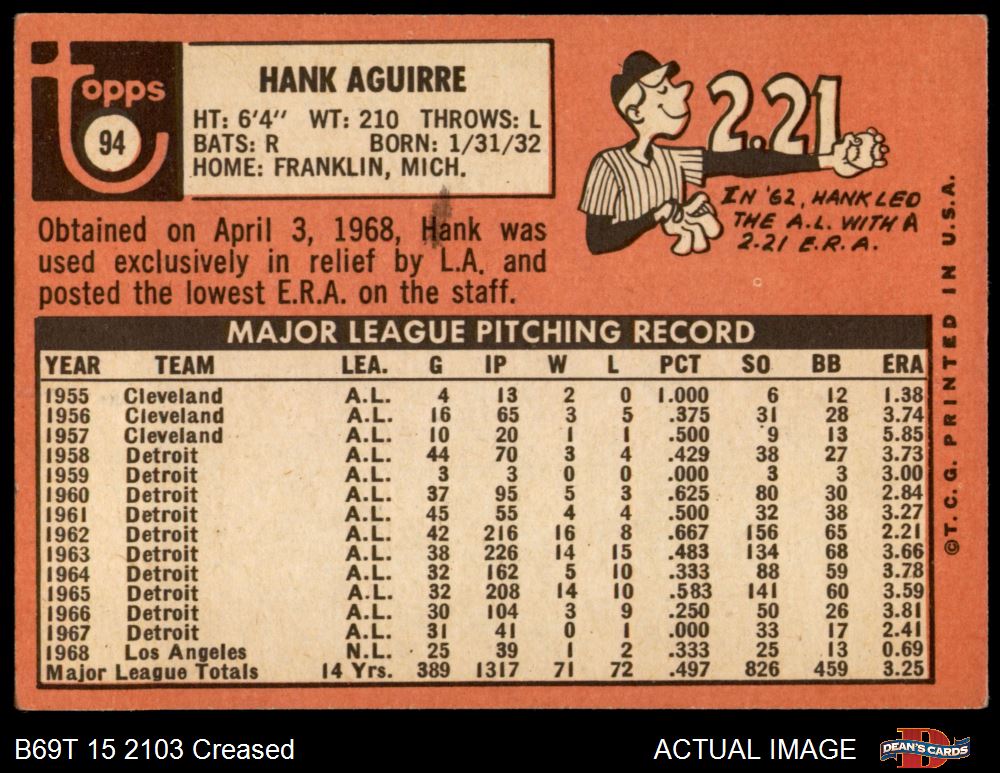 topps
94
HANK AGUIRRE
HT: 6'4" WT: 210 THROWS: L
BATS: R BORN: 1/31/32
HOME: FRANKLIN, MICH.
2.21
IN '62, HANK LED
THE A.L. WITH A
2.21 E.R.A.
Obtained on April 3, 1968, Hank was
used exclusively in relief by L.A. and
posted the lowest E.R.A. on the staff.
MAJOR LEAGUE PITCHING RECORD
YEAR TEAM LEA. G IP W L PCT SO BB ERA
1955 Cleveland A.L. 4 13 2 0 1.000 6 12 1.38
1956 Cleveland A.L. 16 65 3 5 .375 31 28 3.74
1957 Cleveland A.L. 10 20 1 1 .500 9 13 5.85
1958 Detroit A.L. 44 70 3 4 .429 38 27 3.73
1959 Detroit A.L. 3 3 0 0 .000 3 3 3.00
1960 Detroit A.L. 37 95 5 3 .625 80 30 2.84
1961 Detroit A.L. 45 55 4 4 .500 32 38 3.27
1962 Detroit A.L. 42 216 16 8 .667 156 65 2.21
1963 Detroit A.L. 38 226 14 15 .483 134 68 3.66
1964 Detroit A.L. 32 162 5 10 .333 88 59 3.78
1965 Detroit A.L. 32 208 14 10 .583 141 60 3.59
1966 Detroit A.L. 30 104 3 9 .250 50 26 3.81
1967 Detroit A.L. 31 41 0 1 .000 33 17 2.41
1968 Los Angeles N.L. 25 39 1 2 .333 25 13 0.69
Major League Totals 14 Yrs. 389 1317 71 72 .497 826 459 3.25
©T.C.G. PRINTED IN U.S.A.
B69T 15 2103 Creased
ACTUAL IMAGE
DEAN'S CARDS